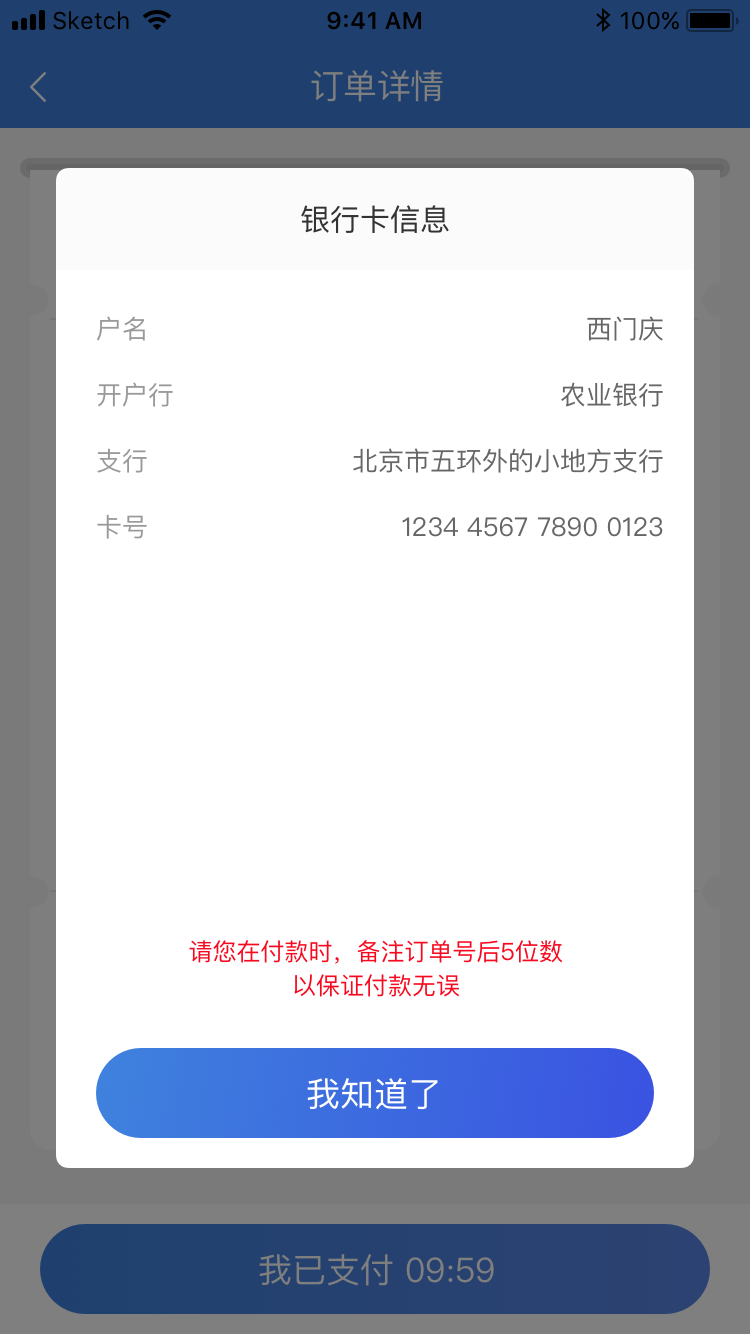 Sketch 9:41 AM 100%
订单详情
银行卡信息
户名 西门庆
开户行 农业银行
支行 北京市五环外的小地方支行
卡号 1234 4567 7890 0123
请您在付款时，备注订单号后5位数
以保证付款无误
我知道了
我已支付 09:59